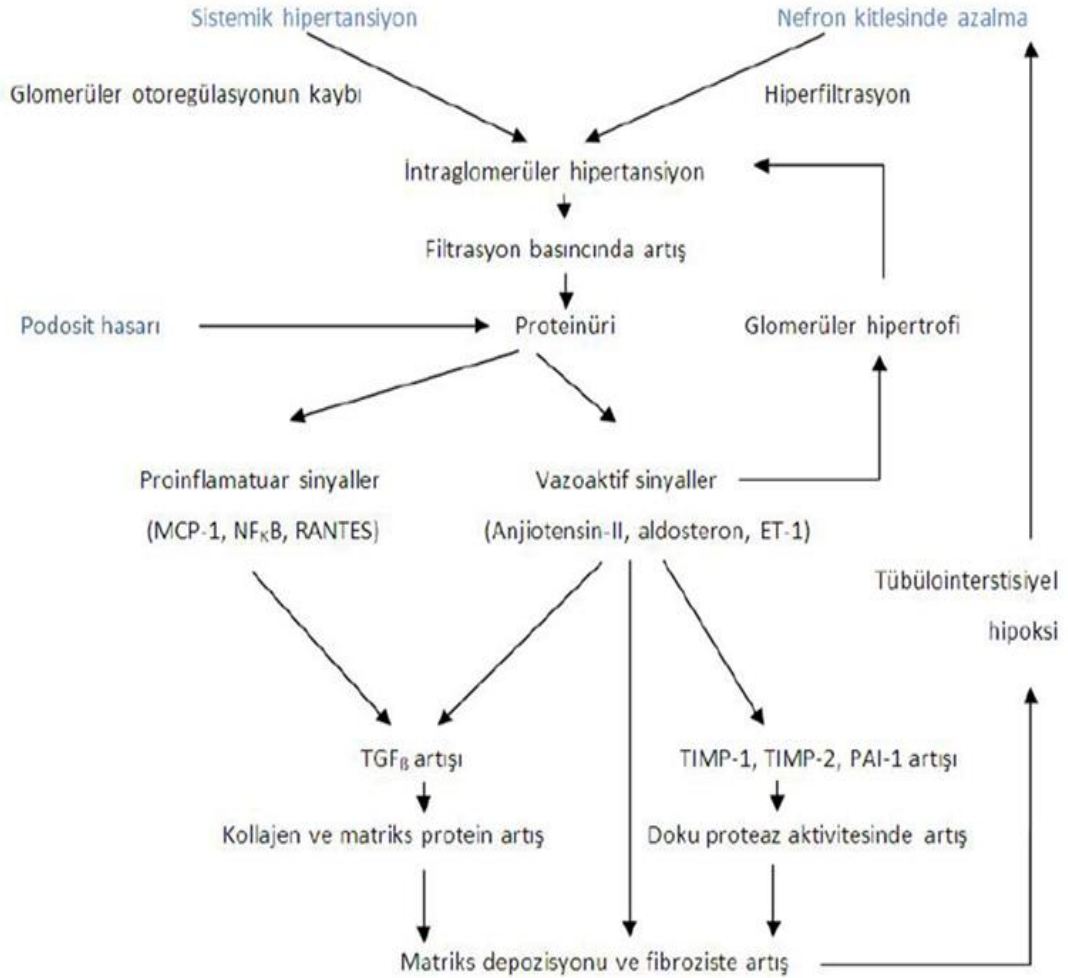 Sistemik hipertansiyon
Nefron kitlesinde azalma
Glomerüler otoregülasyonun kaybı
Hiperfiltrasyon
İntraglomerüler hipertansiyon
Filtrasyon basıncında artış
Podosit hasarı
Proteinüri
Glomerüler hipertrofi
Proinflamatuar sinyaller
(MCP-1, NFκB, RANTES)
Vazoaktif sinyaller
(Anjiotensin-II, aldosteron, ET-1)
Tübülointerstisiyel
hipoksi
TGFß artışı
TIMP-1, TIMP-2, PAI-1 artışı
Kollajen ve matriks protein artış
Doku proteaz aktivitesinde artış
Matriks depozisyonu ve fibroziste artış